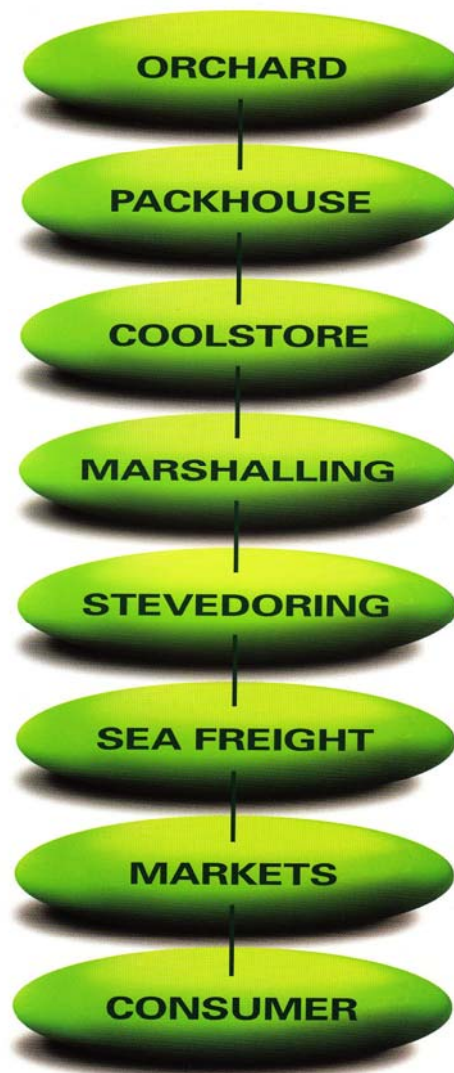 ORCHARD
PACKHOUSE
COOLSTORE
MARSHALLING
STEVEDORING
SEA FREIGHT
MARKETS
CONSUMER